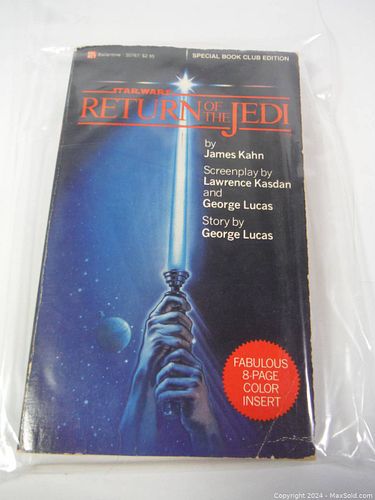 Ballantine · 30767/ $2.95
SPECIAL BOOK CLUB EDITION
STAR WARS
RETURN OF THE JEDI
by
James Kahn
Screenplay by
Lawrence Kasdan
and
George Lucas
Story by
George Lucas
FABULOUS
8-PAGE
COLOR
INSERT
Copyright © 2024 - MaxSold.com